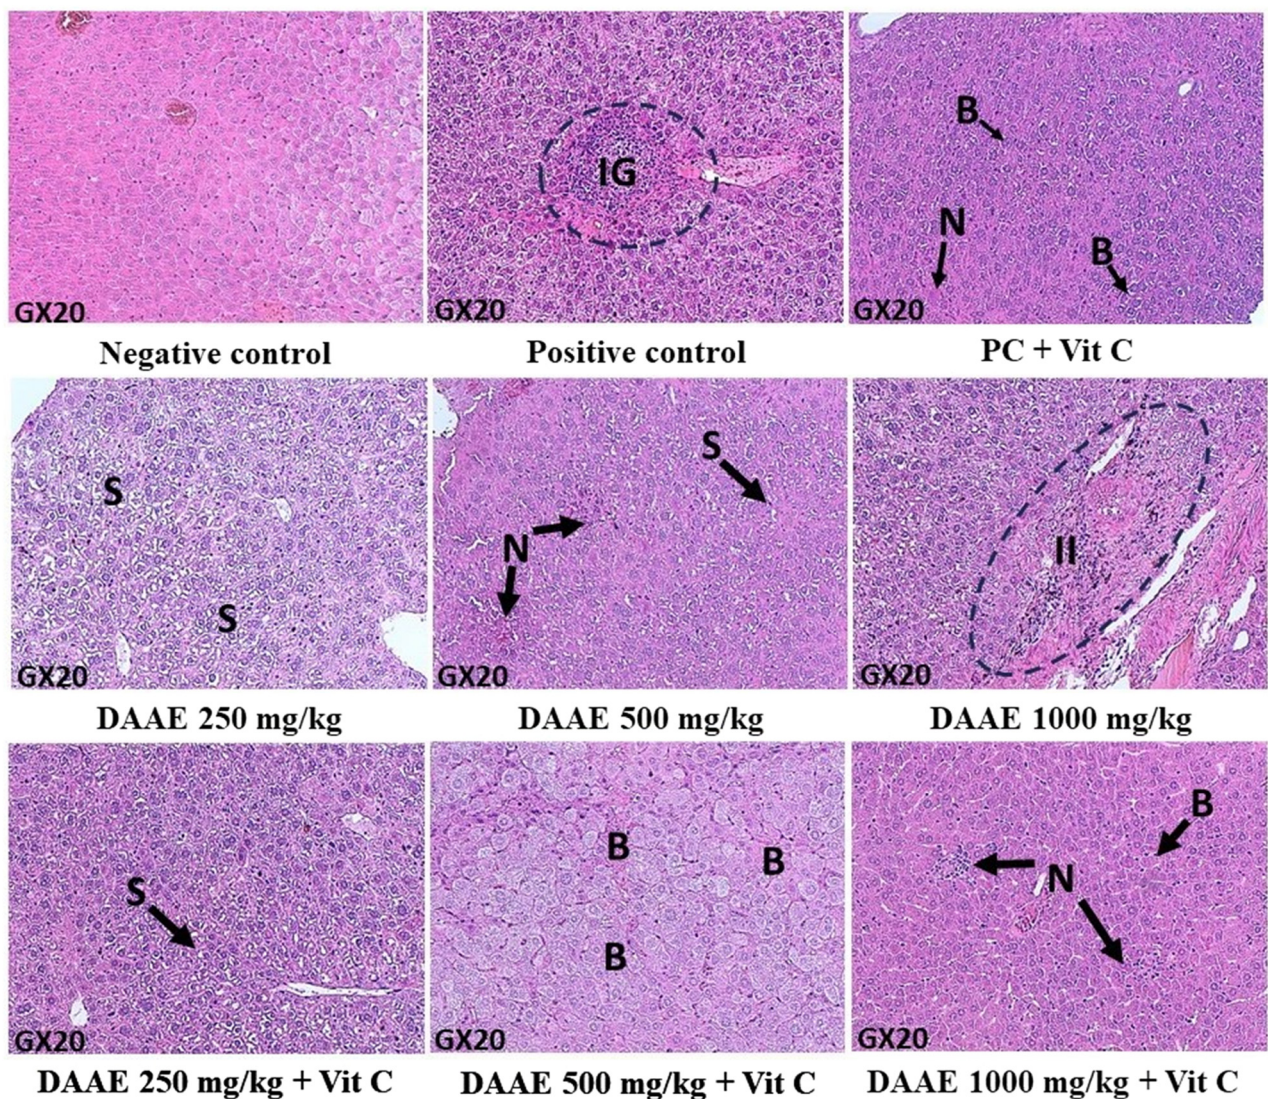 IG
B
N
B
GX20
GX20
GX20
Negative control
Positive control
PC + Vit C
S
S
S
N
II
GX20
GX20
GX20
DAAE 250 mg/kg
DAAE 500 mg/kg
DAAE 1000 mg/kg
S
B
B
B
B
N
GX20
GX20
GX20
DAAE 250 mg/kg + Vit C
DAAE 500 mg/kg + Vit C
DAAE 1000 mg/kg + Vit C